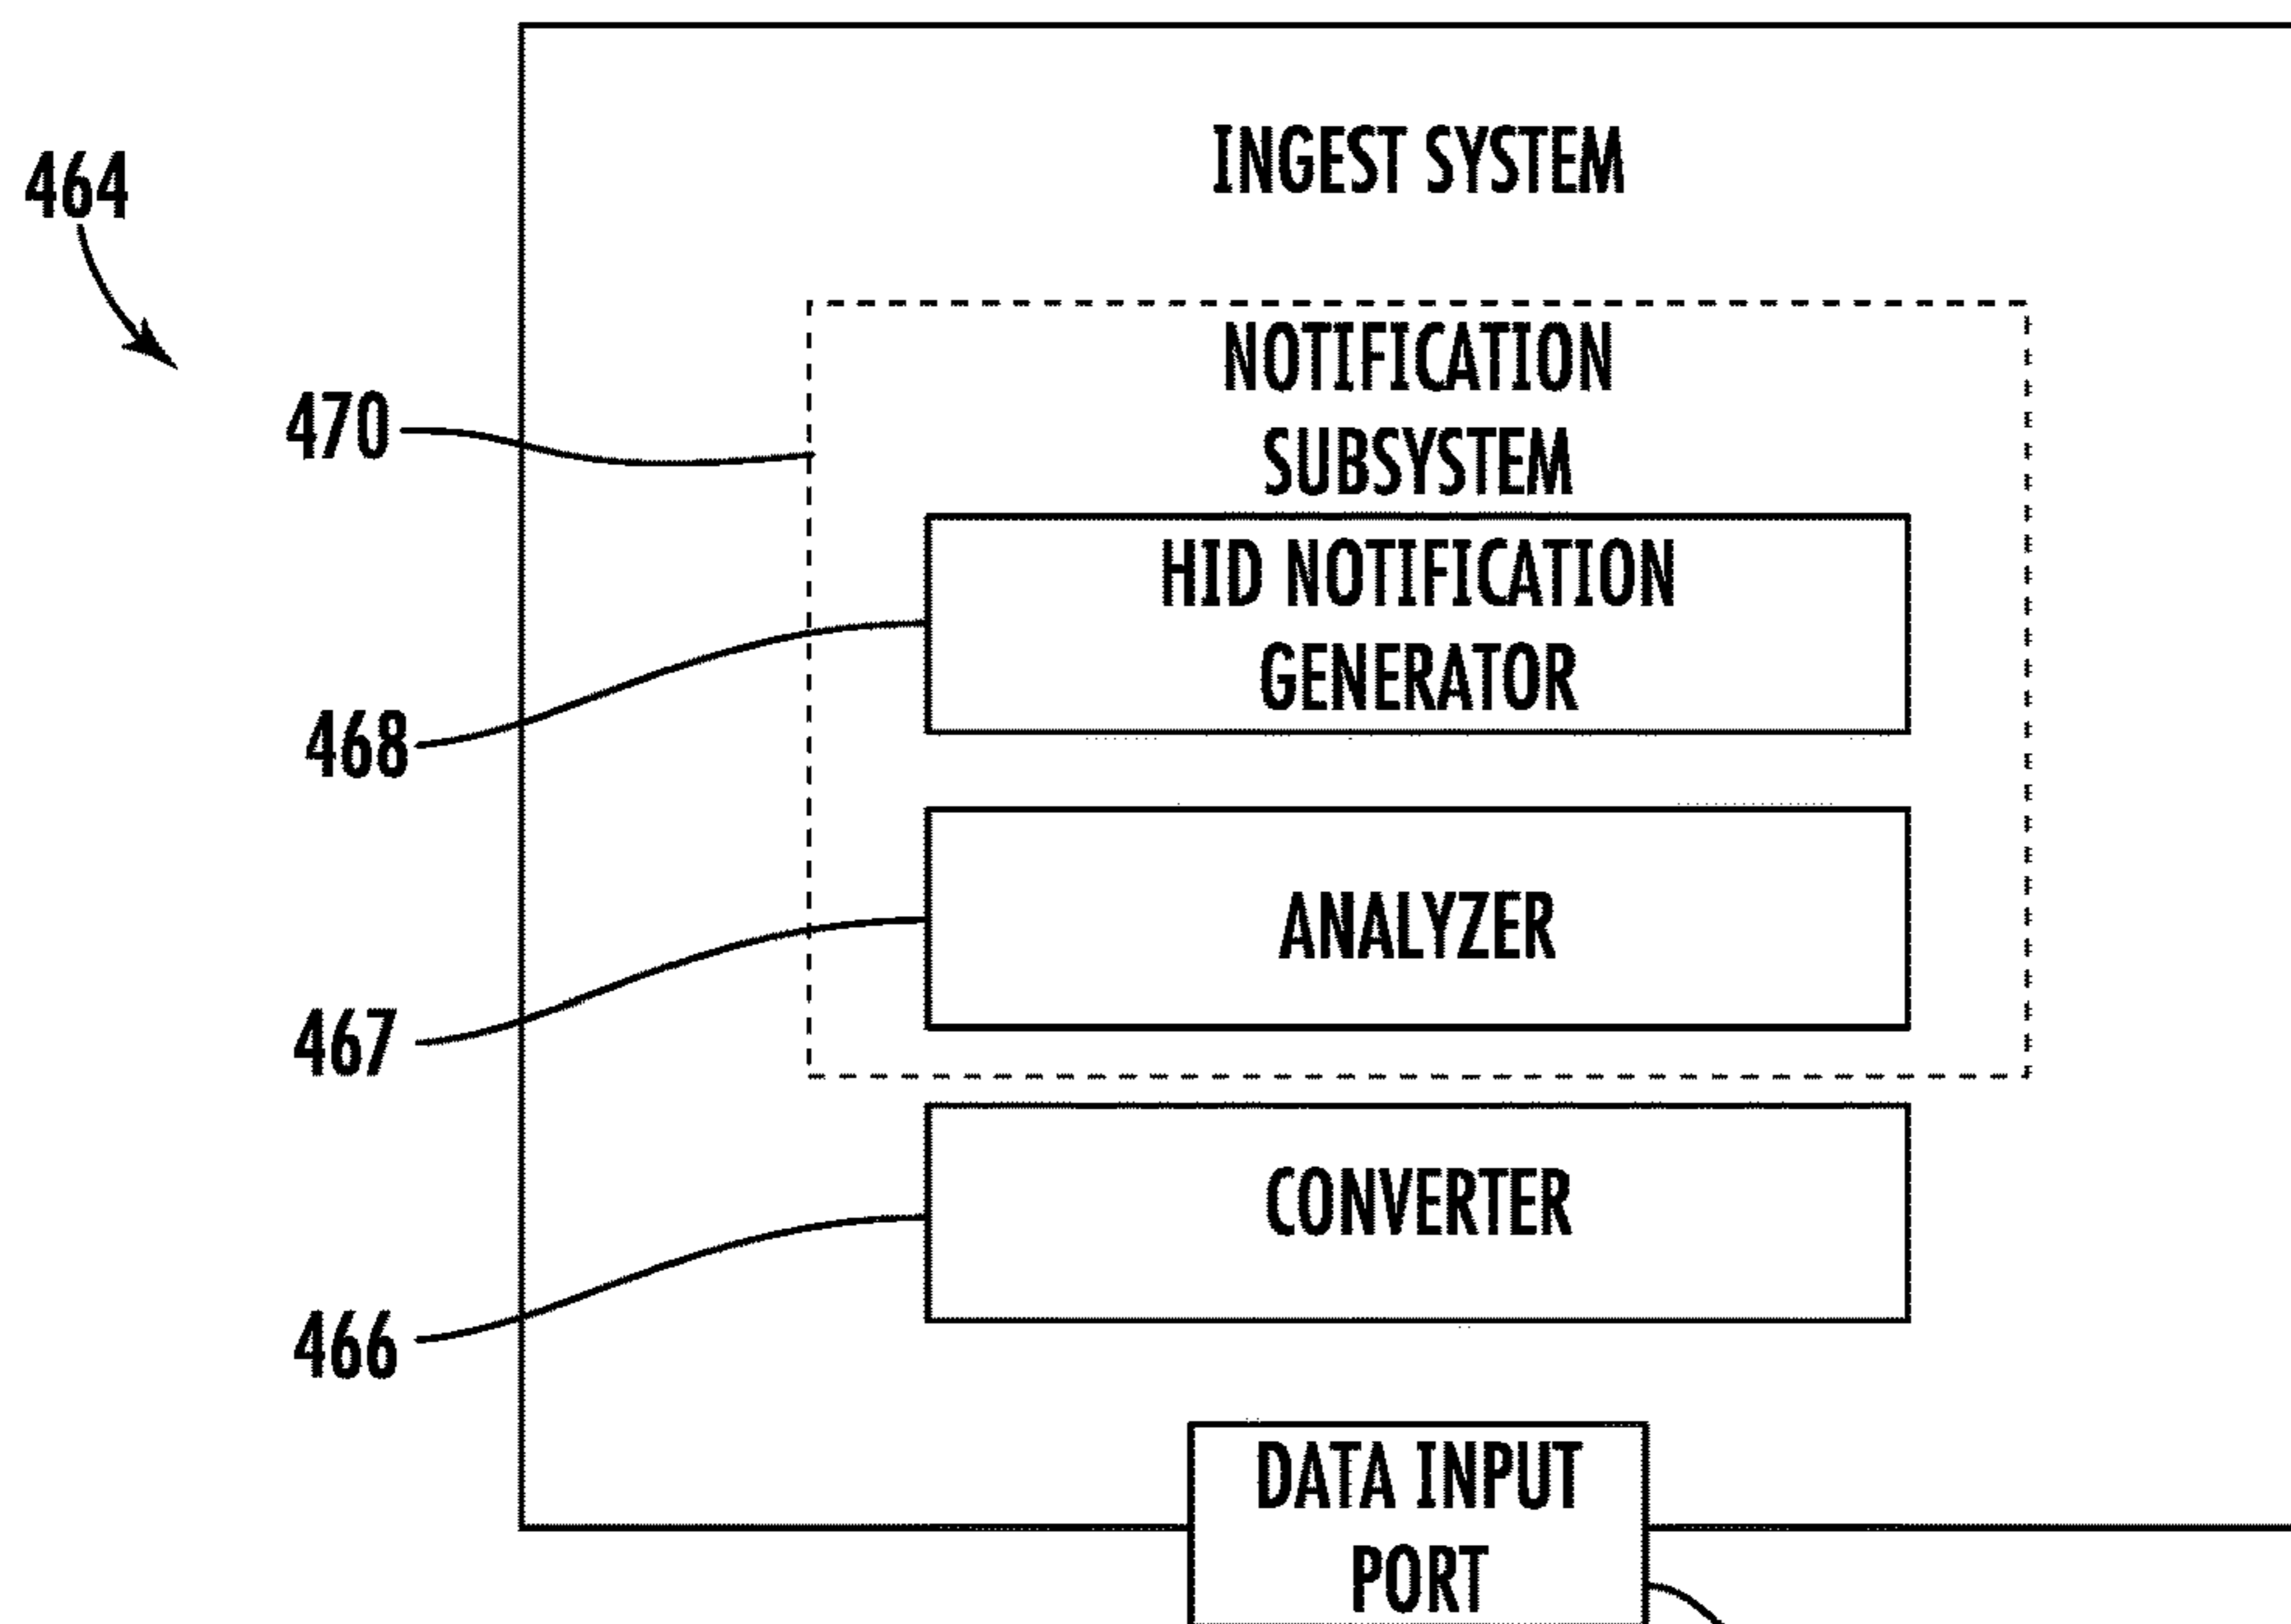 INGEST SYSTEM
464
NOTIFICATION
SUBSYSTEM
470
HID NOTIFICATION
GENERATOR
468
ANALYZER
467
CONVERTER
466
DATA INPUT
PORT